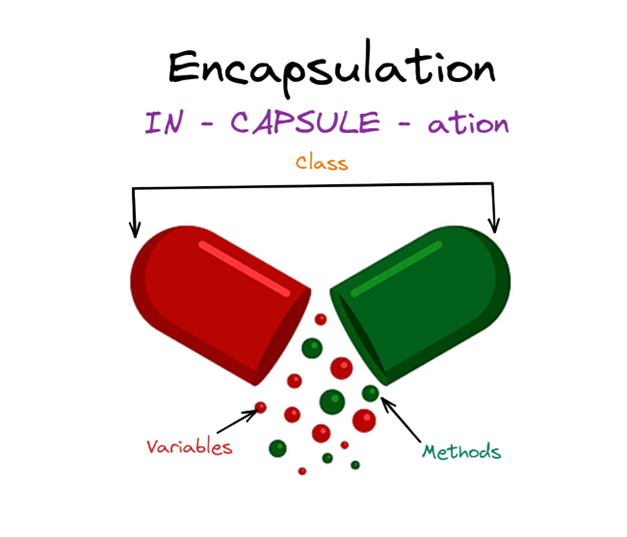 Encapsulation
IN - CAPSULE - ation
Class
Variables
Methods